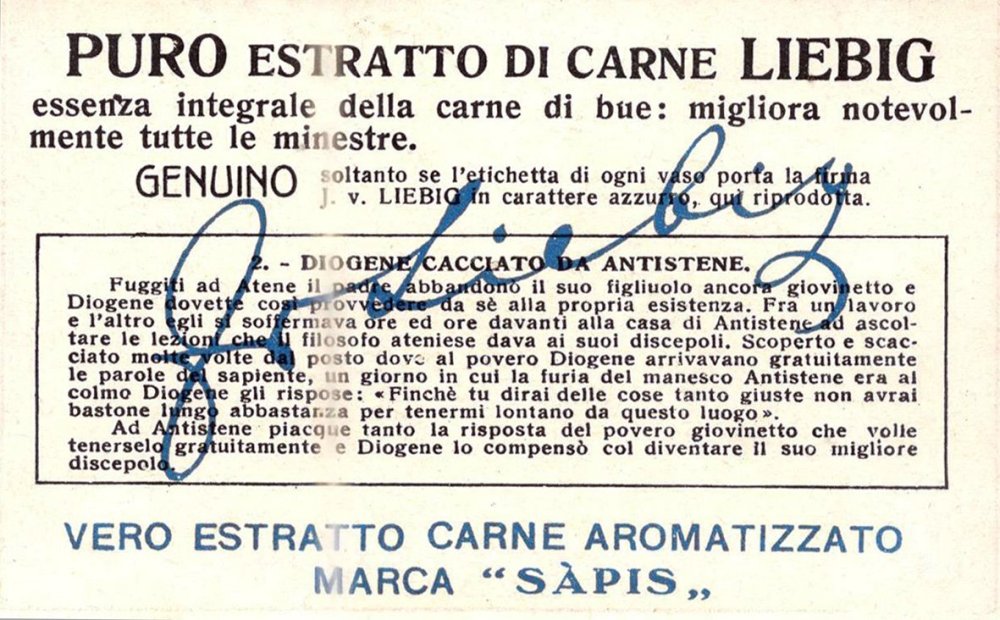 PURO ESTRATTO DI CARNE LIEBIG
essenza integrale della carne di bue: migliora notevol-
mente tutte le minestre.
GENUINO soltanto se l'etichetta di ogni vaso porta la firma
J. v. LIEBIG in carattere azzurro, qui riprodotta.
JvLiebig
2. - DIOGENE CACCIATO DA ANTISTENE.
Fuggiti ad Atene il padre abbandonò il suo figliuolo ancora giovinetto e
Diogene dovette così provvedere da sè alla propria esistenza. Fra un lavoro
e l'altro egli si soffermava ore ed ore davanti alla casa di Antistene ad ascol-
tare le lezioni che il filosofo ateniese dava ai suoi discepoli. Scoperto e scac-
ciato molte volte dal posto dove al povero Diogene arrivavano gratuitamente
le parole del sapiente, un giorno in cui la furia del manesco Antistene era al
colmo Diogene gli rispose: «Finchè tu dirai delle cose tanto giuste non avrai
bastone lungo abbastanza per tenermi lontano da questo luogo».
Ad Antistene piacque tanto la risposta del povero giovinetto che volle
tenerselo gratuitamente e Diogene lo compensò col diventare il suo migliore
discepolo.
VERO ESTRATTO CARNE AROMATIZZATO
MARCA "SÀPIS„